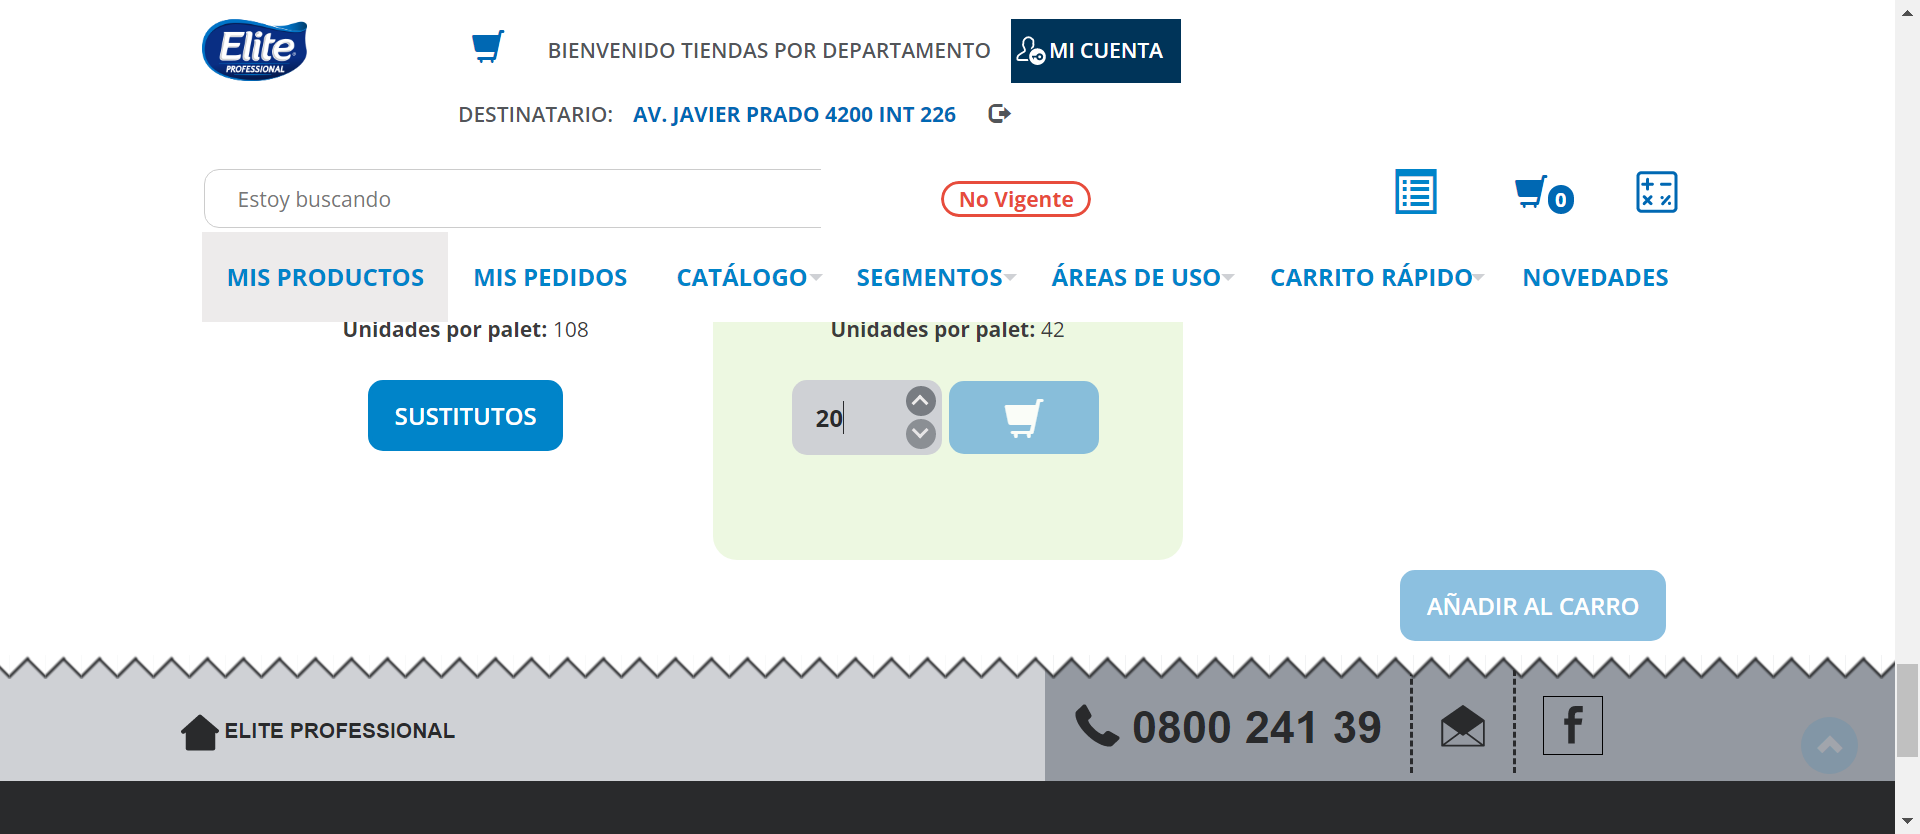 Elite
PROFESSIONAL
BIENVENIDO TIENDAS POR DEPARTAMENTO
MI CUENTA
DESTINATARIO: AV. JAVIER PRADO 4200 INT 226
Estoy buscando
No Vigente
0
MIS PRODUCTOS
MIS PEDIDOS
CATÁLOGO
SEGMENTOS
ÁREAS DE USO
CARRITO RÁPIDO
NOVEDADES
Unidades por palet: 108
Unidades por palet: 42
SUSTITUTOS
20
AÑADIR AL CARRO
ELITE PROFESSIONAL
0800 241 39